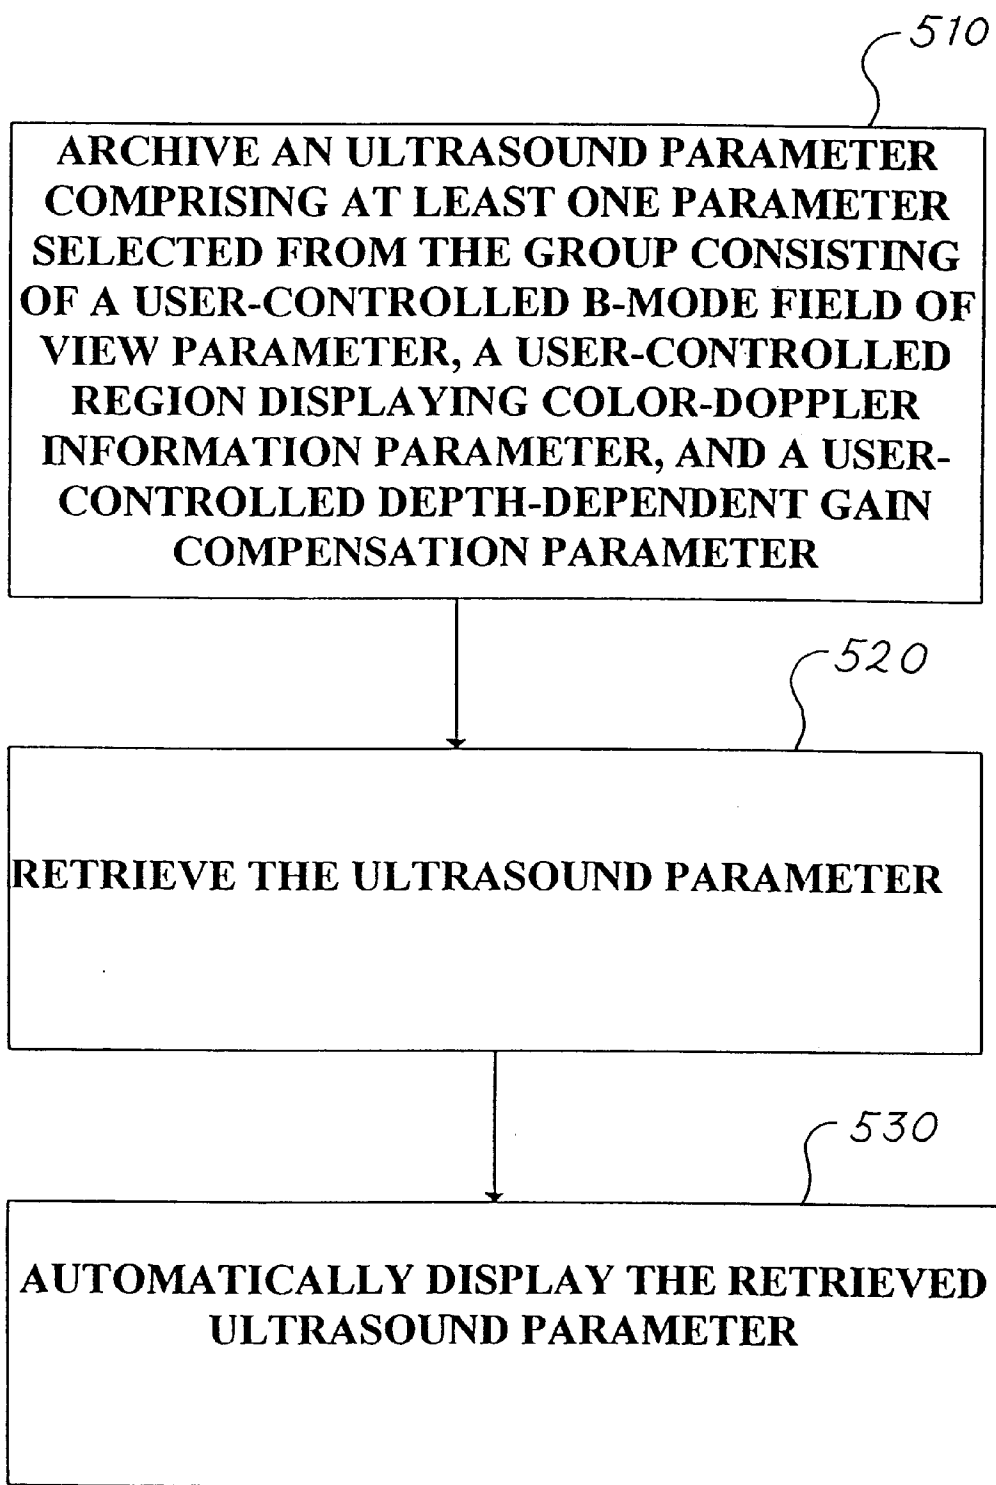 510
ARCHIVE AN ULTRASOUND PARAMETER
COMPRISING AT LEAST ONE PARAMETER
SELECTED FROM THE GROUP CONSISTING
OF A USER-CONTROLLED B-MODE FIELD OF
VIEW PARAMETER, A USER-CONTROLLED
REGION DISPLAYING COLOR-DOPPLER
INFORMATION PARAMETER, AND A USER-
CONTROLLED DEPTH-DEPENDENT GAIN
COMPENSATION PARAMETER
520
RETRIEVE THE ULTRASOUND PARAMETER
530
AUTOMATICALLY DISPLAY THE RETRIEVED
ULTRASOUND PARAMETER